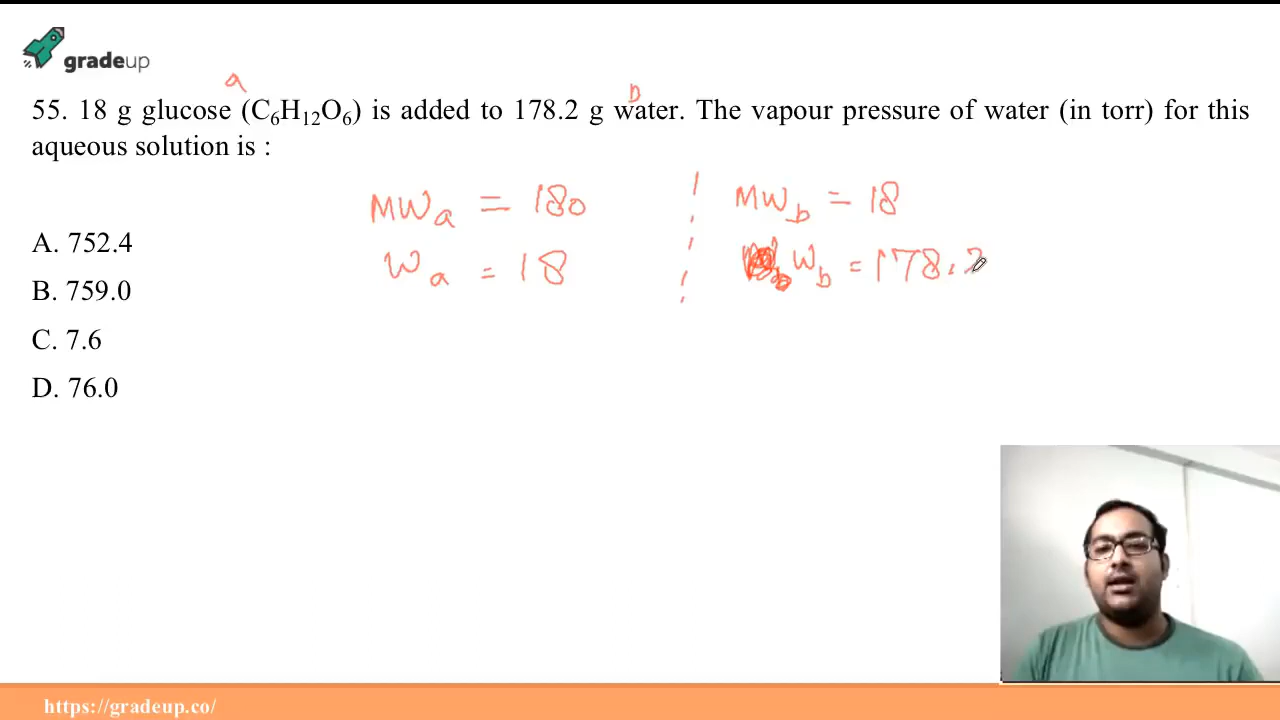 gradeup
a
b
55. 18 g glucose (C₆H₁₂O₆) is added to 178.2 g water. The vapour pressure of water (in torr) for this
aqueous solution is :
MWₐ = 180
MW_b = 18
Wₐ = 18
W_b = 178.2
A. 752.4
B. 759.0
C. 7.6
D. 76.0
https://gradeup.co/